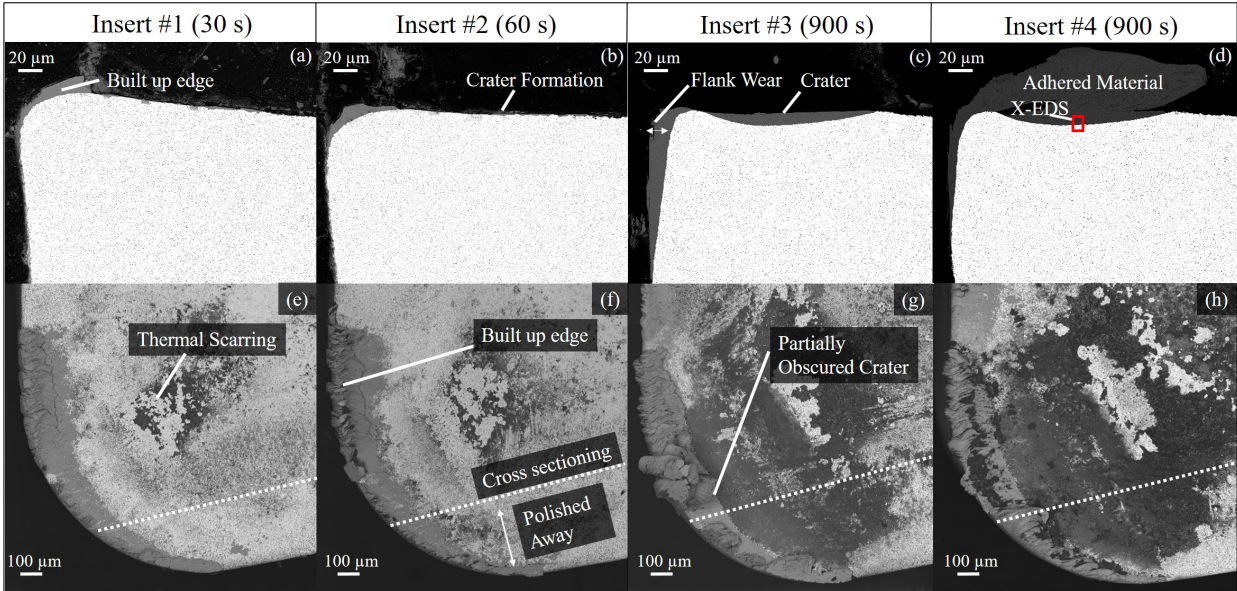 Insert #1 (30 s)
Insert #2 (60 s)
Insert #3 (900 s)
Insert #4 (900 s)
20 µm
Built up edge
(a)
20 µm
Crater Formation
(b)
20 µm
Flank Wear
Crater
(c)
20 µm
Adhered Material
X-EDS
(d)
Thermal Scarring
(e)
100 µm
Built up edge
(f)
Cross sectioning
Polished
Away
100 µm
Partially
Obscured Crater
(g)
100 µm
(h)
100 µm